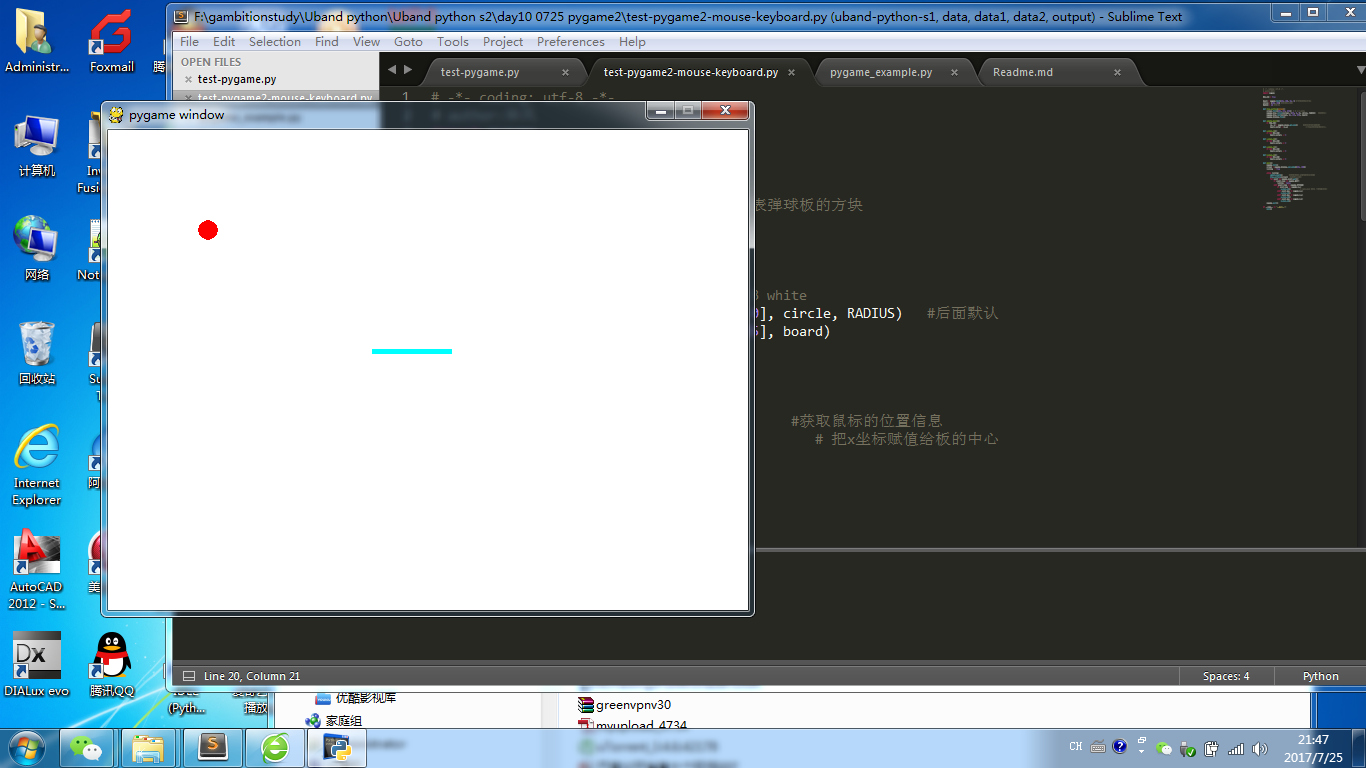 F:\gambitionstudy\Uband python\Uband python s2\day10 0725 pygame2\test-pygame2-mouse-keyboard.py (uband-python-s1, data, data1, data2, output) - Sublime Text
File Edit Selection Find View Goto Tools Project Preferences Help
OPEN FILES
test-pygame.py
test-pygame2-mouse-keyboard.py
test-pygame.py
test-pygame2-mouse-keyboard.py
pygame_example.py
Readme.md
1 # -*- coding: utf-8 -*-
pygame window
表弹球板的方块
white
], circle, RADIUS) #后面默认
], board)
#获取鼠标的位置信息
# 把x坐标赋值给板的中心
Line 20, Column 21
Spaces: 4
Python
Administr...
Foxmail
腾
计算机
Inv
Fusi
网络
Not
回收站
Su
T
Internet
Explorer
阿
AutoCAD
2012 - S...
美
DIALux evo
腾讯QQ
(Pyth...
播放
优酷影视库
家庭组
greenvpnv30
myupload_4734
CH
21:47
2017/7/25